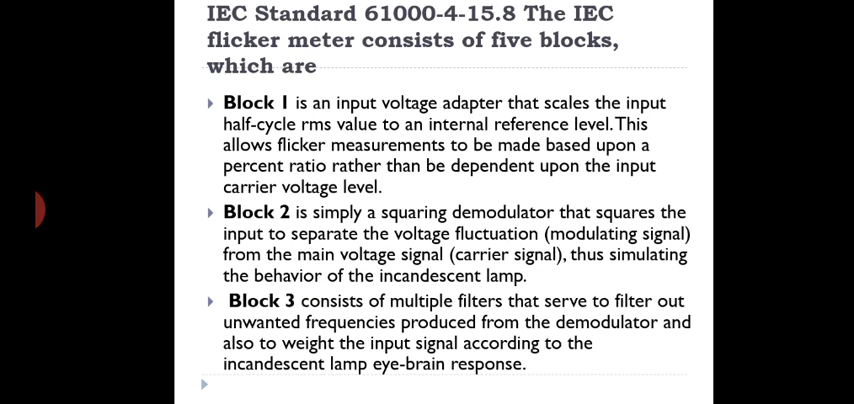 IEC Standard 61000-4-15.8 The IEC
flicker meter consists of five blocks,
which are
Block 1 is an input voltage adapter that scales the input
half-cycle rms value to an internal reference level. This
allows flicker measurements to be made based upon a
percent ratio rather than be dependent upon the input
carrier voltage level.
Block 2 is simply a squaring demodulator that squares the
input to separate the voltage fluctuation (modulating signal)
from the main voltage signal (carrier signal), thus simulating
the behavior of the incandescent lamp.
Block 3 consists of multiple filters that serve to filter out
unwanted frequencies produced from the demodulator and
also to weight the input signal according to the
incandescent lamp eye-brain response.